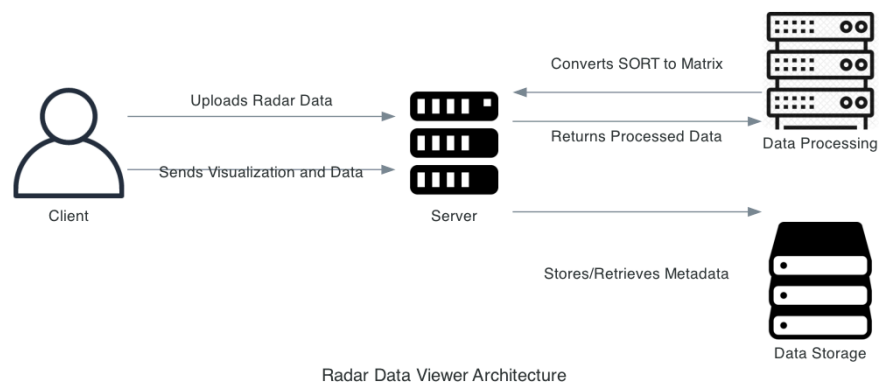 Converts SORT to Matrix
Uploads Radar Data
Returns Processed Data
Data Processing
Sends Visualization and Data
Client
Server
Stores/Retrieves Metadata
Data Storage
Radar Data Viewer Architecture